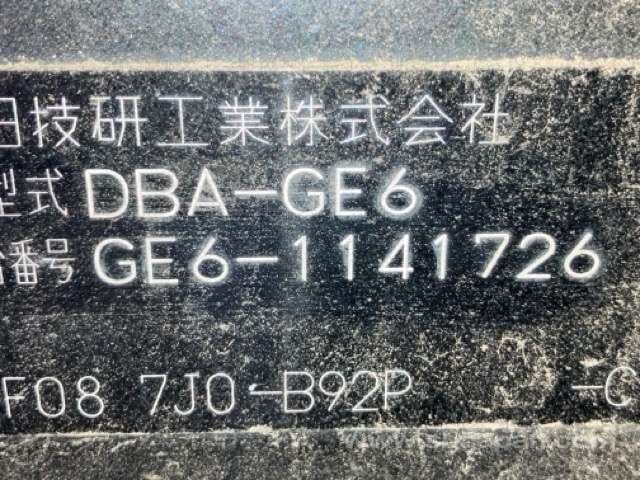 田技研工業株式会社
型式 DBA-GE6
番号 GE6-1141726
F08 7J0-B92P -C